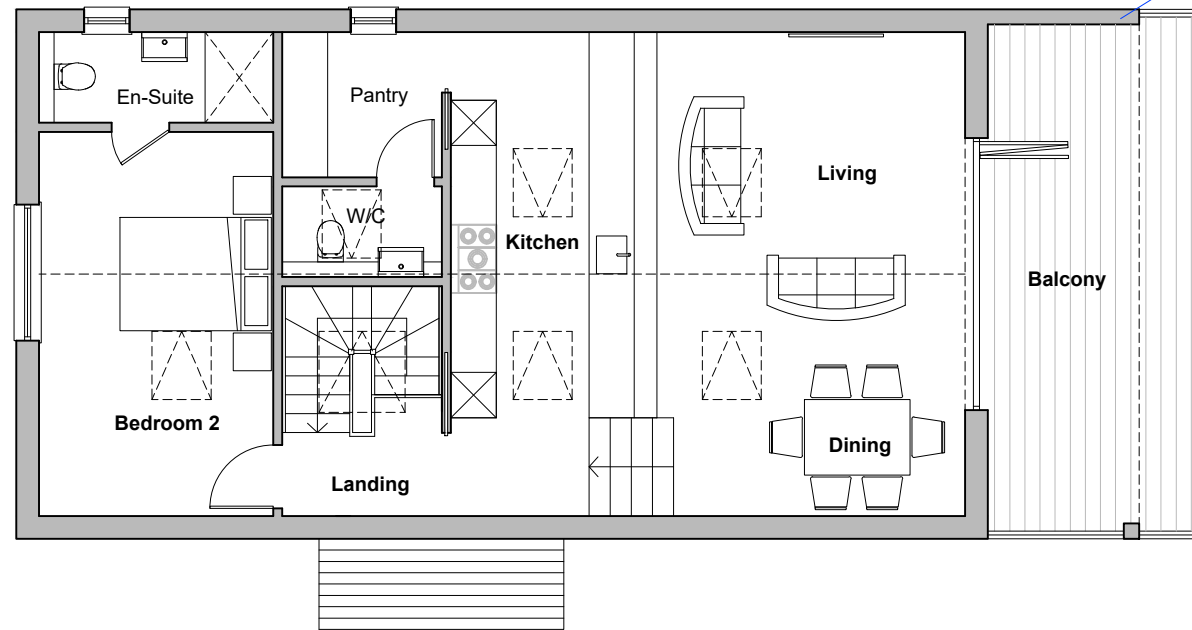 En-Suite
Pantry
Living
W/C
Kitchen
Balcony
Bedroom 2
Dining
Landing